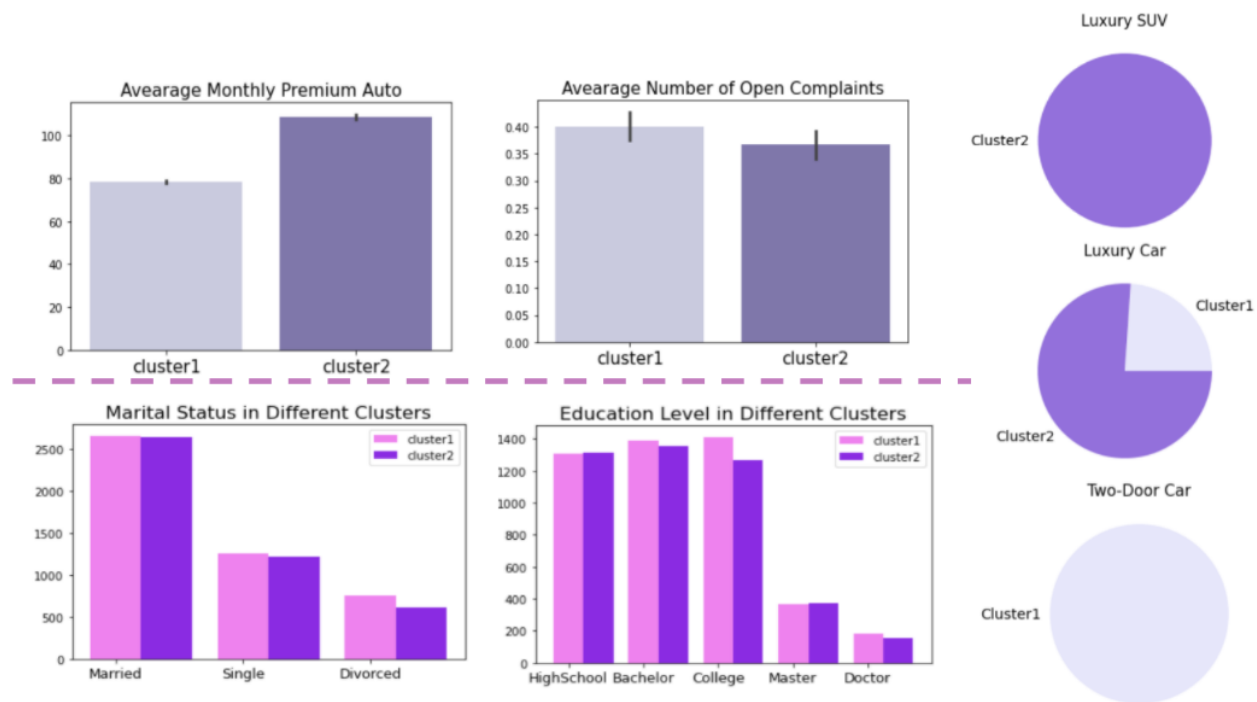 Avearage Monthly Premium Auto
100
80
60
40
20
0
cluster1 cluster2
Avearage Number of Open Complaints
0.40
0.35
0.30
0.25
0.20
0.15
0.10
0.05
0.00
cluster1 cluster2
Marital Status in Different Clusters
cluster1
cluster2
2500
2000
1500
1000
500
0
Married Single Divorced
Education Level in Different Clusters
cluster1
cluster2
1400
1200
1000
800
600
400
200
0
HighSchool Bachelor College Master Doctor
Luxury SUV
Cluster2
Luxury Car
Cluster1
Cluster2
Two-Door Car
Cluster1